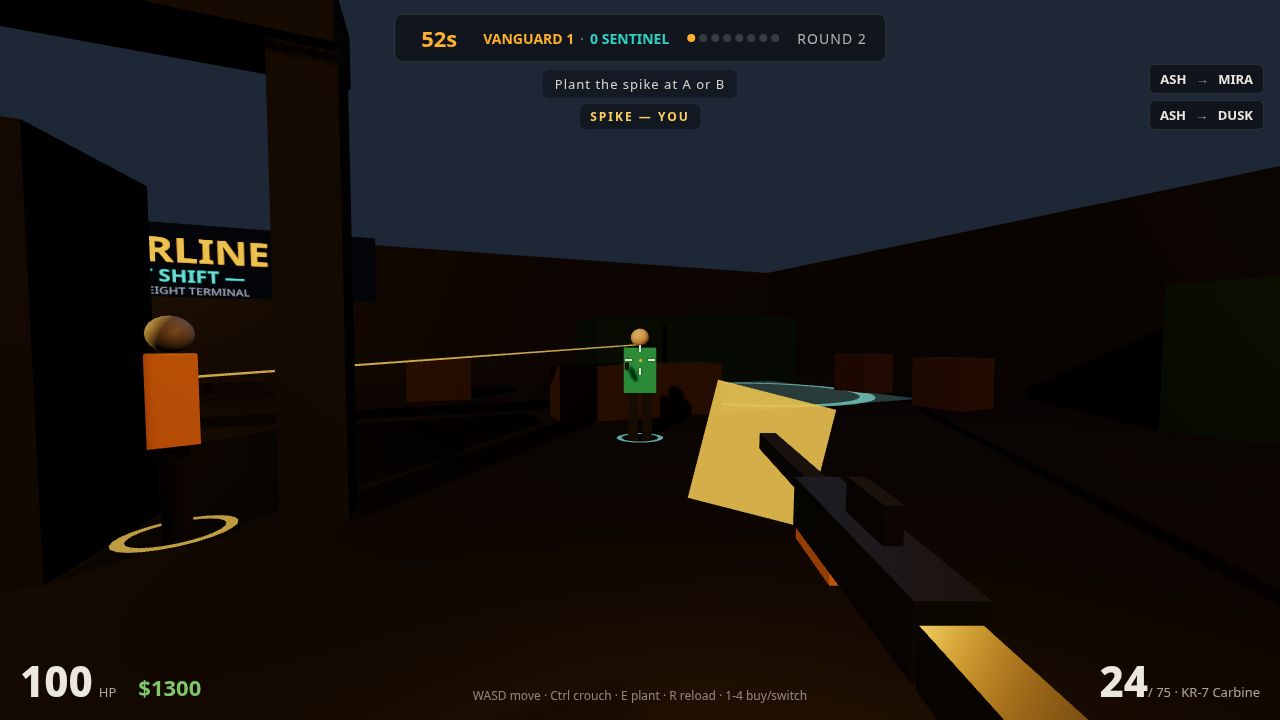 52s VANGUARD 1 · 0 SENTINEL ROUND 2
Plant the spike at A or B
SPIKE — YOU
ASH → MIRA
ASH → DUSK
RLINE
SHIFT —
EIGHT TERMINAL
100 HP $1300
WASD move · Ctrl crouch · E plant · R reload · 1-4 buy/switch
24 / 75 · KR-7 Carbine